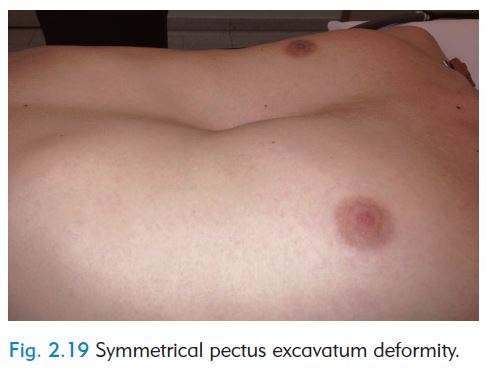 Fig. 2.19 Symmetrical pectus excavatum deformity.